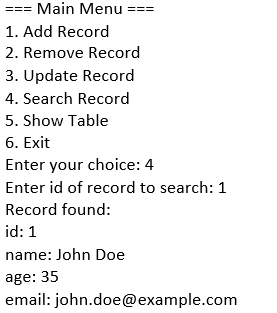 === Main Menu ===
1. Add Record
2. Remove Record
3. Update Record
4. Search Record
5. Show Table
6. Exit
Enter your choice: 4
Enter id of record to search: 1
Record found:
id: 1
name: John Doe
age: 35
email: john.doe@example.com